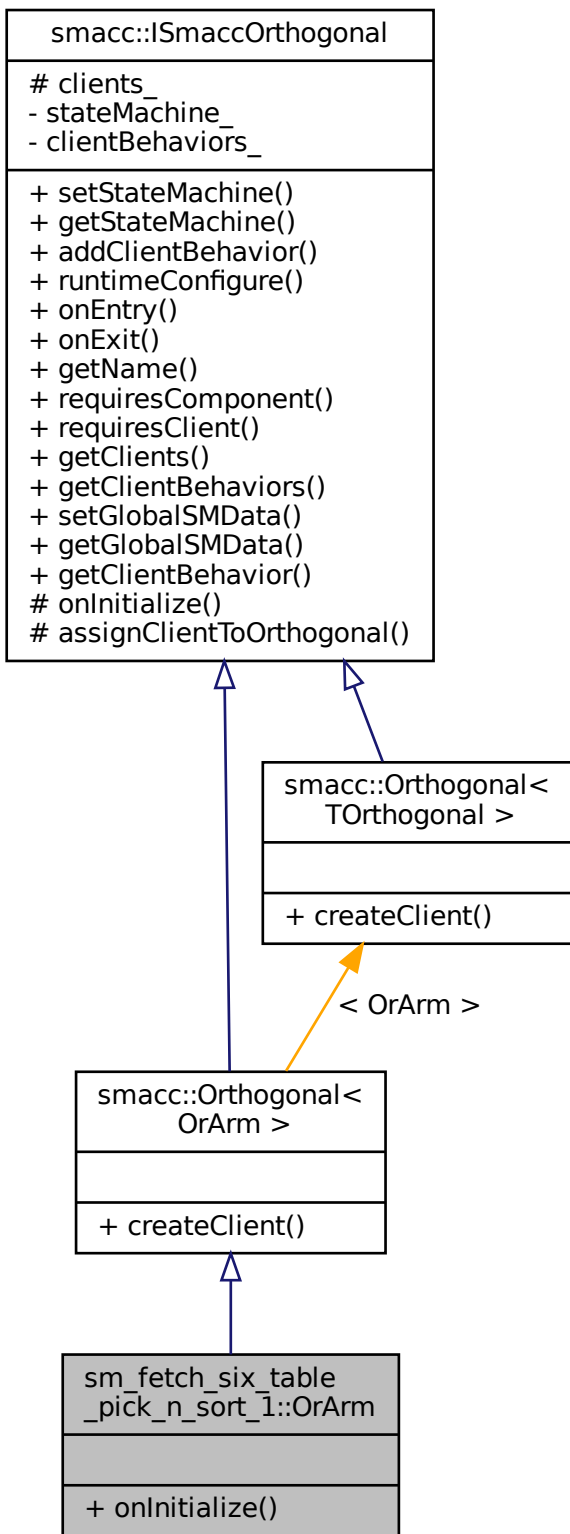 smacc::ISmaccOrthogonal
# clients_
- stateMachine_
- clientBehaviors_
+ setStateMachine()
+ getStateMachine()
+ addClientBehavior()
+ runtimeConfigure()
+ onEntry()
+ onExit()
+ getName()
+ requiresComponent()
+ requiresClient()
+ getClients()
+ getClientBehaviors()
+ setGlobalSMData()
+ getGlobalSMData()
+ getClientBehavior()
# onInitialize()
# assignClientToOrthogonal()
smacc::Orthogonal<
TOrthogonal >
+ createClient()
< OrArm >
smacc::Orthogonal<
OrArm >
+ createClient()
sm_fetch_six_table
_pick_n_sort_1::OrArm
+ onInitialize()